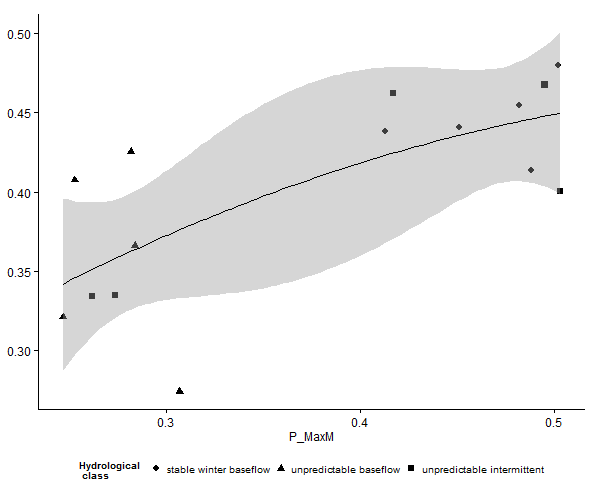 0.50
0.45
0.40
0.35
0.30
0.3 0.4 0.5
P_MaxM
Hydrological
class
stable winter baseflow unpredictable baseflow unpredictable intermittent